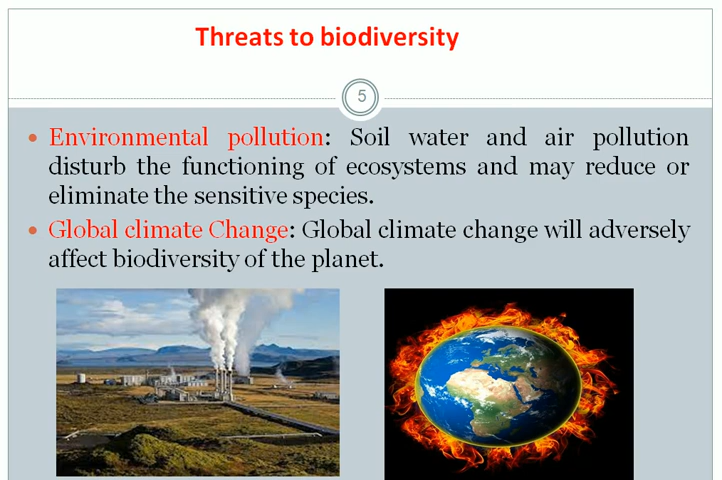 Threats to biodiversity
5
• Environmental pollution: Soil water and air pollution
disturb the functioning of ecosystems and may reduce or
eliminate the sensitive species.
• Global climate Change: Global climate change will adversely
affect biodiversity of the planet.